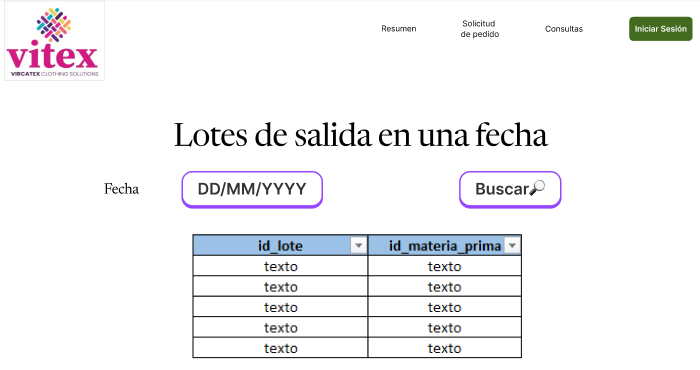 vitex
VIRCATEX CLOTHING SOLUTIONS
Resumen
Solicitud
de pedido
Consultas
Iniciar Sesión
Lotes de salida en una fecha
Fecha
DD/MM/YYYY
Buscar
id_lote id_materia_prima
texto texto
texto texto
texto texto
texto texto
texto texto